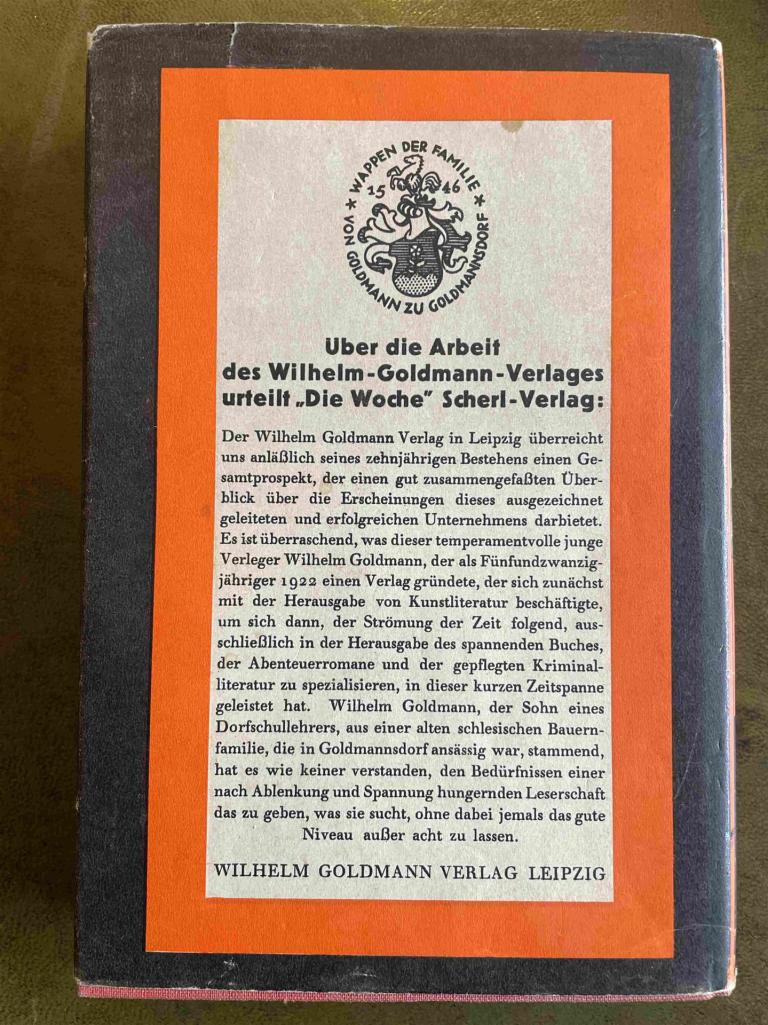 ★ WAPPEN DER FAMILIE ★
VON GOLDMANN ZU GOLDMANNSDORF
15 46
Über die Arbeit
des Wilhelm-Goldmann-Verlages
urteilt „Die Woche” Scherl-Verlag:
Der Wilhelm Goldmann Verlag in Leipzig überreicht
uns anläßlich seines zehnjährigen Bestehens einen Ge-
samtprospekt, der einen gut zusammengefaßten Über-
blick über die Erscheinungen dieses ausgezeichnet
geleiteten und erfolgreichen Unternehmens darbietet.
Es ist überraschend, was dieser temperamentvolle junge
Verleger Wilhelm Goldmann, der als Fünfundzwanzig-
jähriger 1922 einen Verlag gründete, der sich zunächst
mit der Herausgabe von Kunstliteratur beschäftigte,
um sich dann, der Strömung der Zeit folgend, aus-
schließlich in der Herausgabe des spannenden Buches,
der Abenteuerromane und der gepflegten Kriminal-
literatur zu spezialisieren, in dieser kurzen Zeitspanne
geleistet hat. Wilhelm Goldmann, der Sohn eines
Dorfschullehrers, aus einer alten schlesischen Bauern-
familie, die in Goldmannsdorf ansässig war, stammend,
hat es wie keiner verstanden, den Bedürfnissen einer
nach Ablenkung und Spannung hungernden Leserschaft
das zu geben, was sie sucht, ohne dabei jemals das gute
Niveau außer acht zu lassen.
WILHELM GOLDMANN VERLAG LEIPZIG